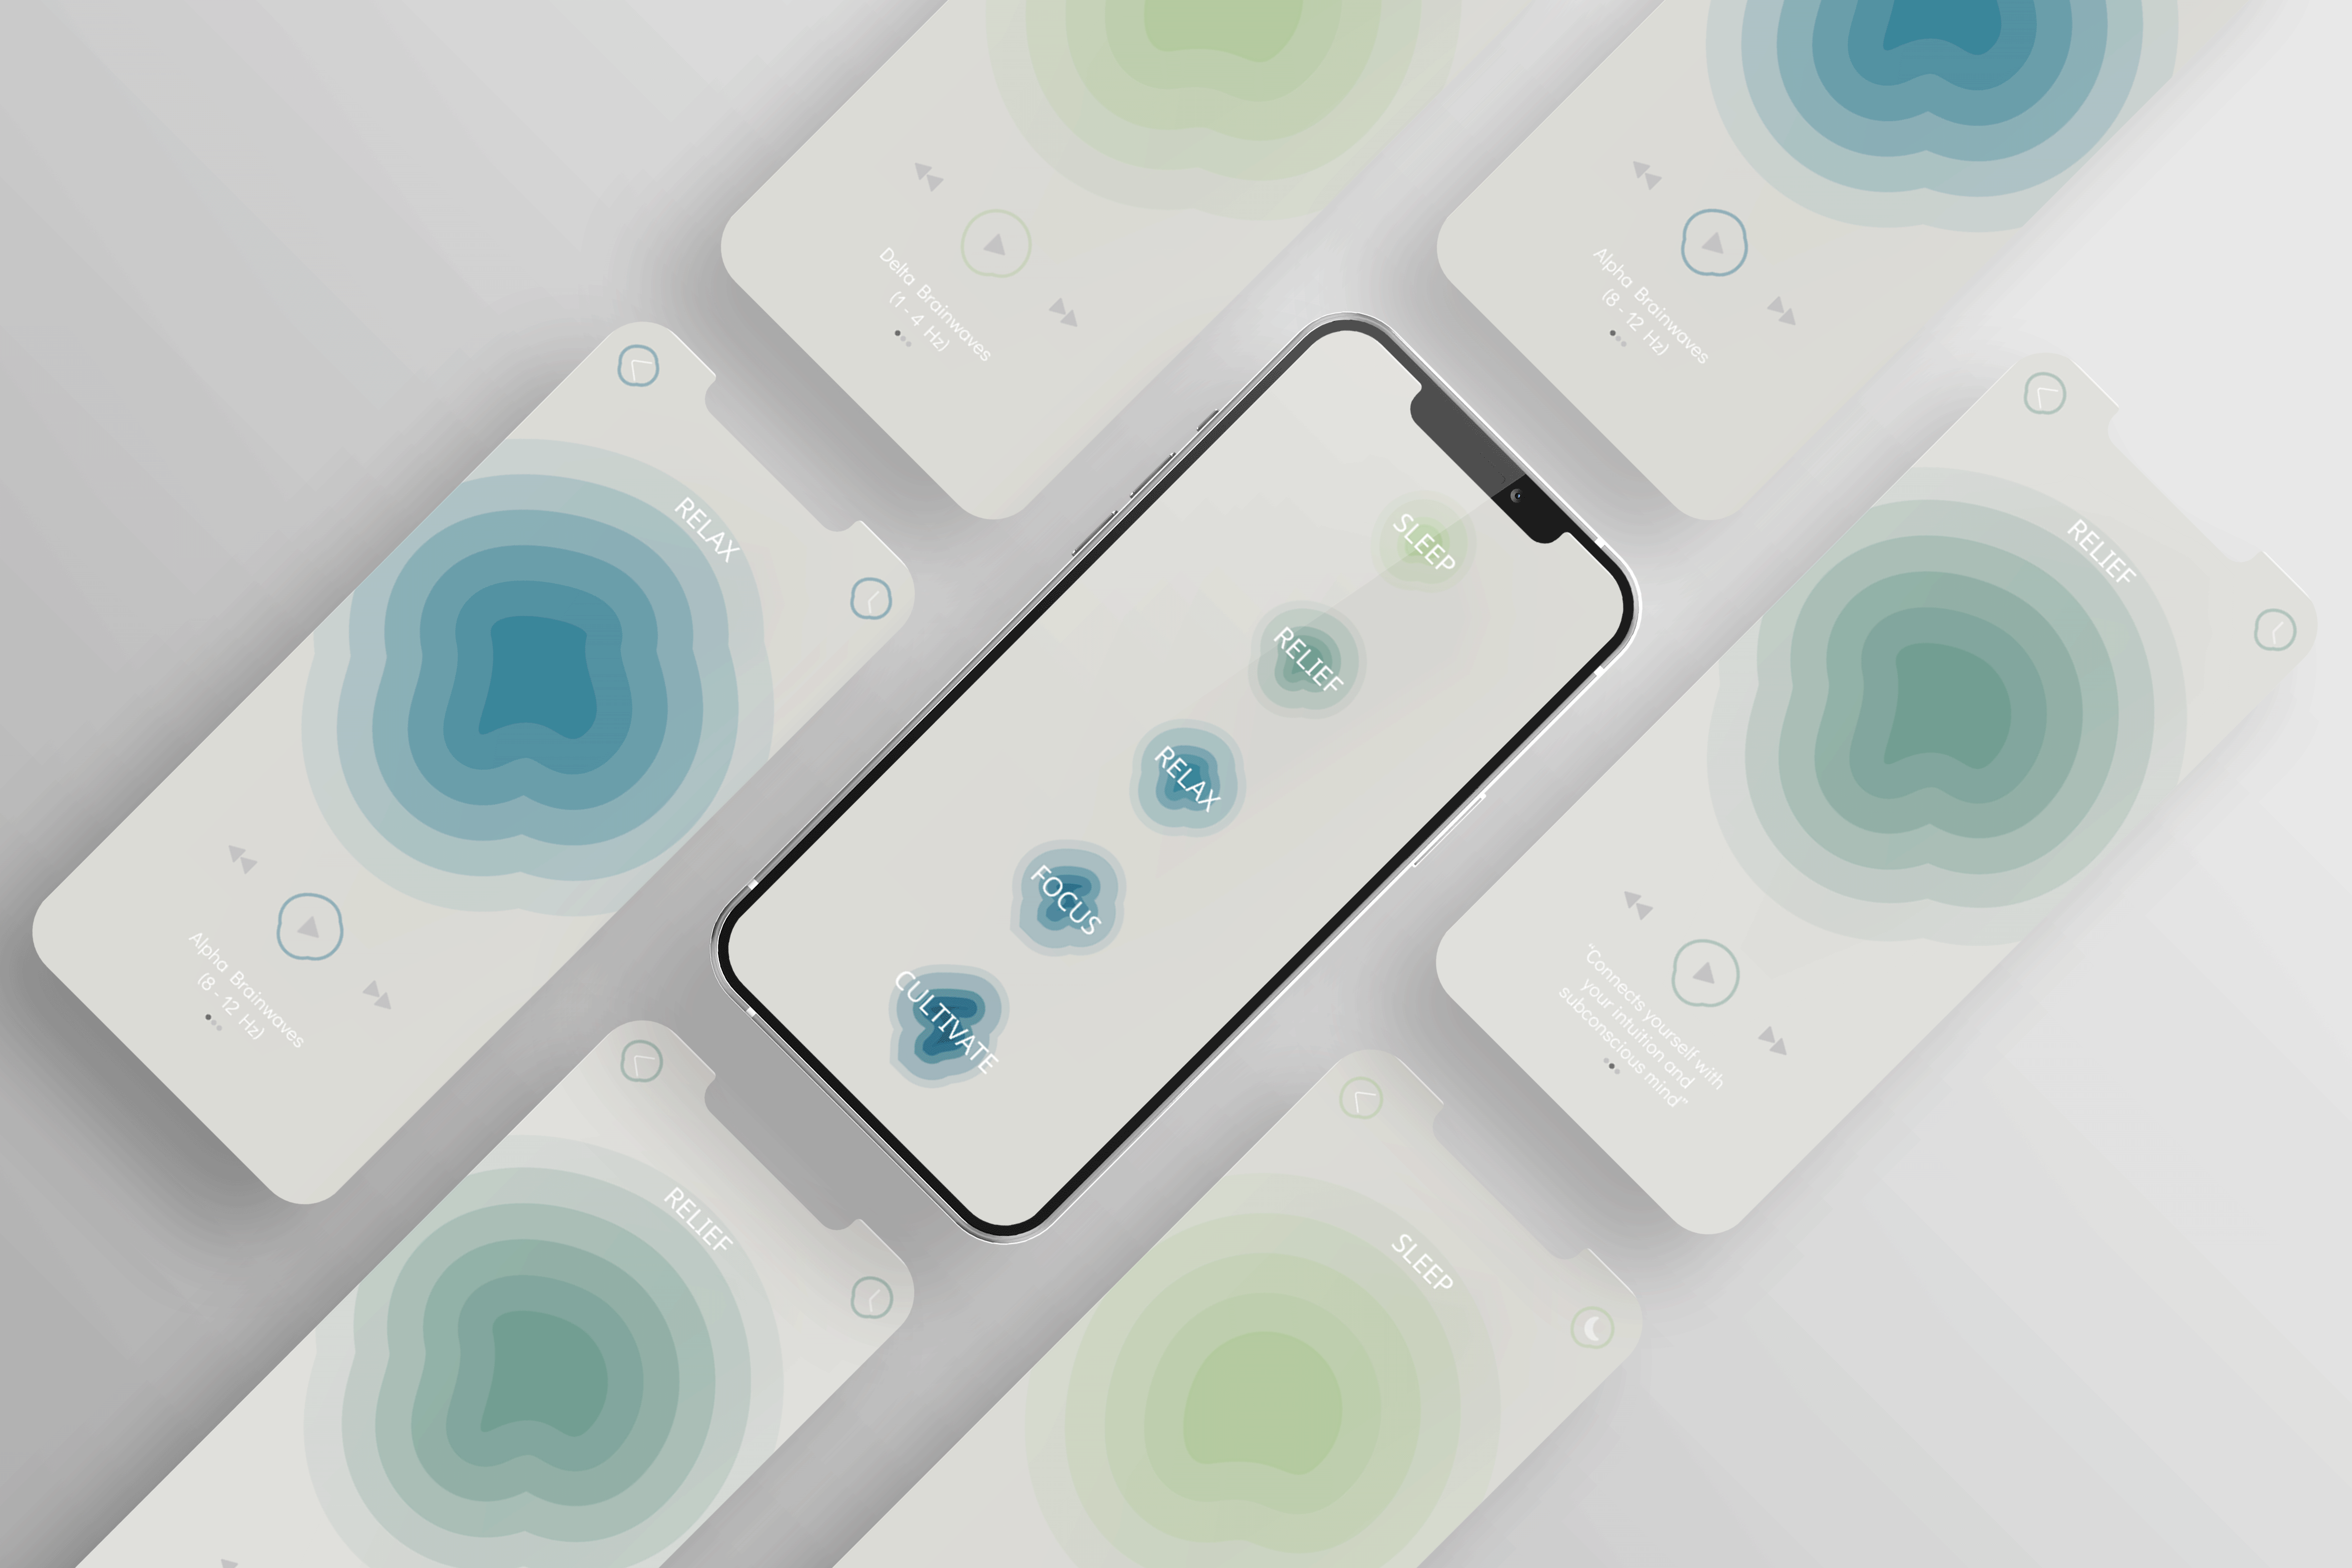 Delta Brainwaves
(1 - 4 Hz)
Alpha Brainwaves
(8 - 12 Hz)
RELAX
Alpha Brainwaves
(8 - 12 Hz)
SLEEP
RELIEF
RELAX
FOCUS
CULTIVATE
RELIEF
"Connects yourself with
your intuition and
subconscious mind"
RELIEF
SLEEP